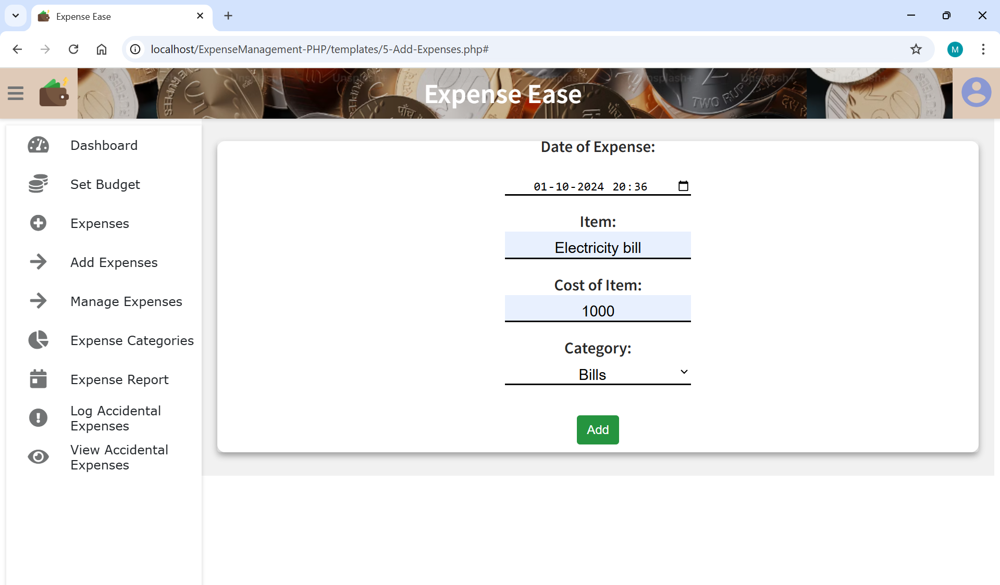 Expense Ease
localhost/ExpenseManagement-PHP/templates/5-Add-Expenses.php#
M
Expense Ease
Dashboard
Set Budget
Expenses
Add Expenses
Manage Expenses
Expense Categories
Expense Report
Log Accidental
Expenses
View Accidental
Expenses
Date of Expense:
01-10-2024 20:36
Item:
Electricity bill
Cost of Item:
1000
Category:
Bills
Add